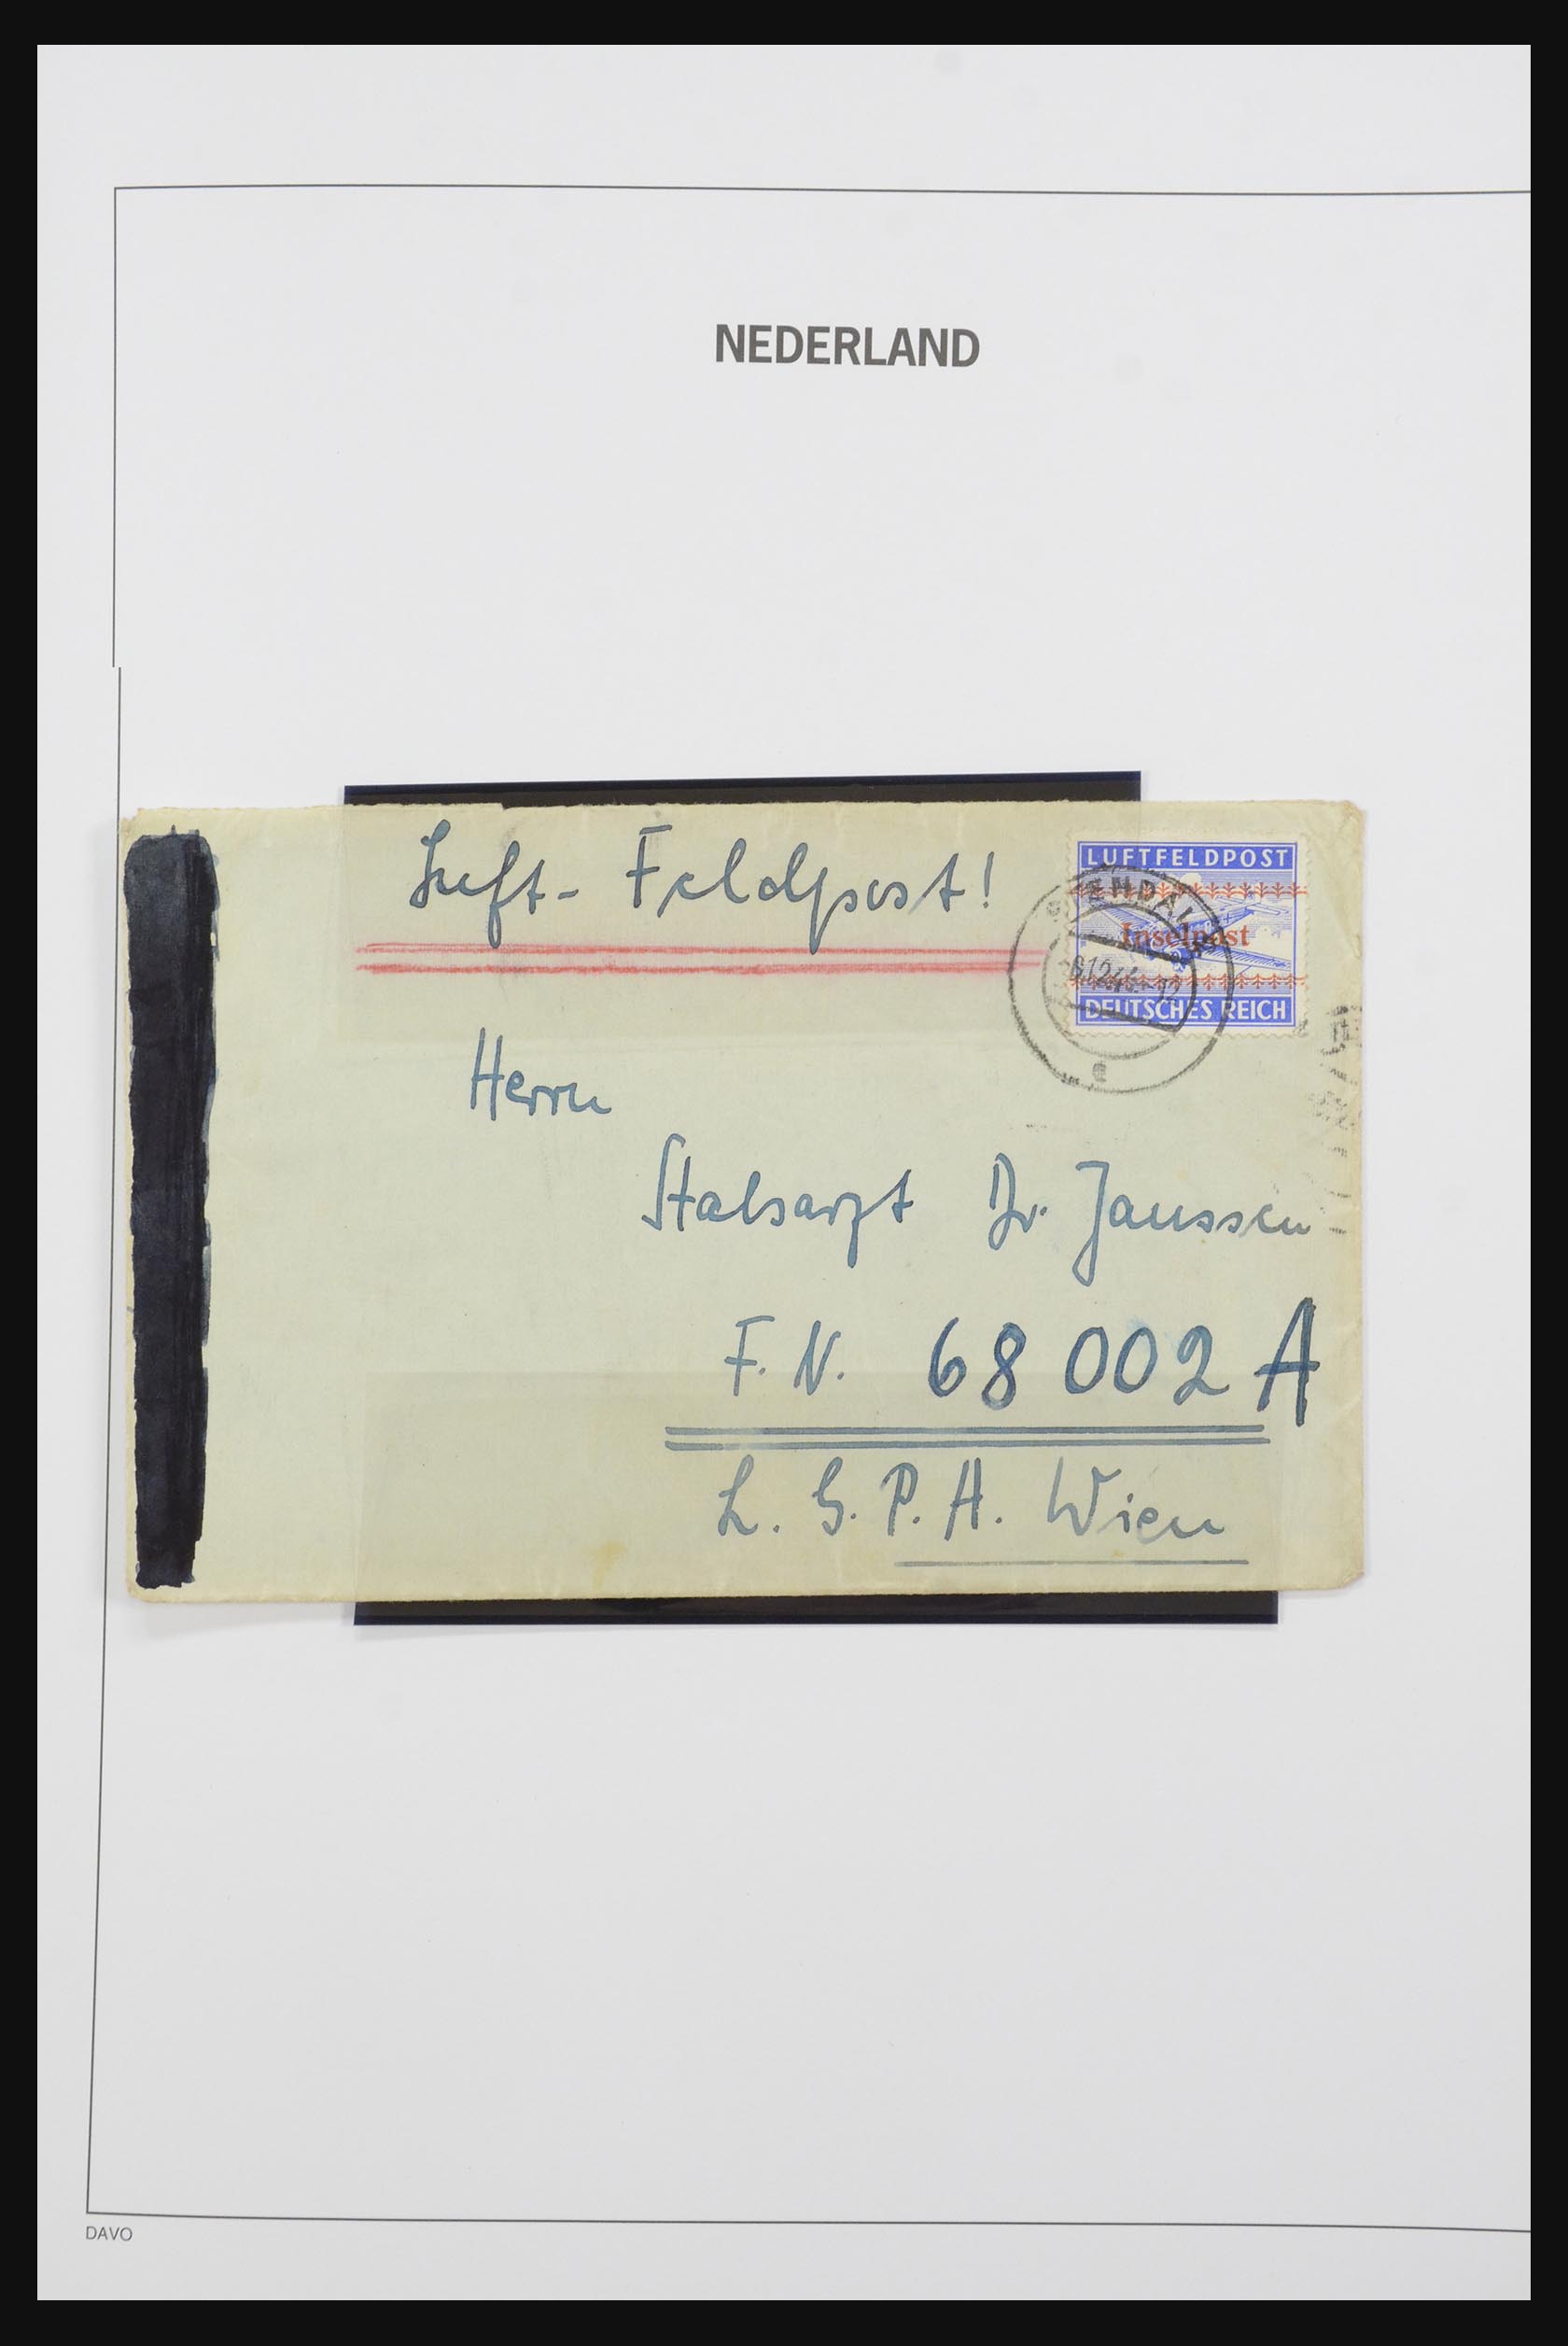 NEDERLAND
Luft- Feldpost!
LUFTFELDPOST
Inselpost
DEUTSCHES REICH
e
Herrn
Stabsarzt Dr. Janssen
F. N. 68 002 A
L. G. P. A. Wien
DAVO